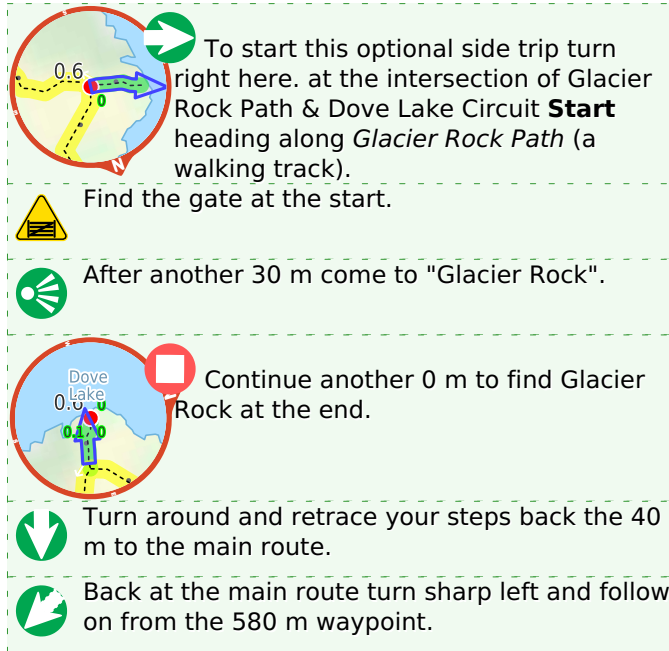 0.6
0
N
To start this optional side trip turn
right here. at the intersection of Glacier
Rock Path & Dove Lake Circuit Start
heading along Glacier Rock Path (a
walking track).
Find the gate at the start.
After another 30 m come to "Glacier Rock".
Dove
Lake
0.6 0
0.1 0
Continue another 0 m to find Glacier
Rock at the end.
Turn around and retrace your steps back the 40
m to the main route.
Back at the main route turn sharp left and follow
on from the 580 m waypoint.